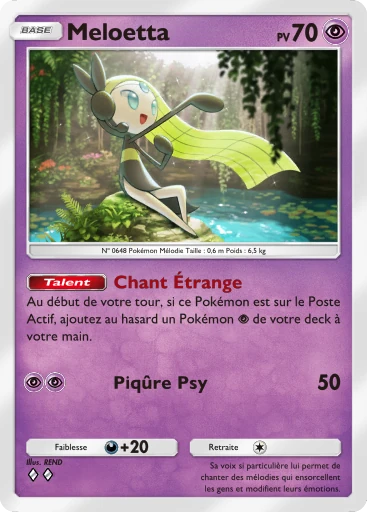 BASE Meloetta PV 70
N° 0648 Pokémon Mélodie Taille : 0,6 m Poids : 6,5 kg
Talent Chant Étrange
Au début de votre tour, si ce Pokémon est sur le Poste
Actif, ajoutez au hasard un Pokémon de votre deck à
votre main.
Piqûre Psy 50
Faiblesse +20 Retraite
Illus. REND
Sa voix si particulière lui permet de
chanter des mélodies qui ensorcellent
les gens et modifient leurs émotions.